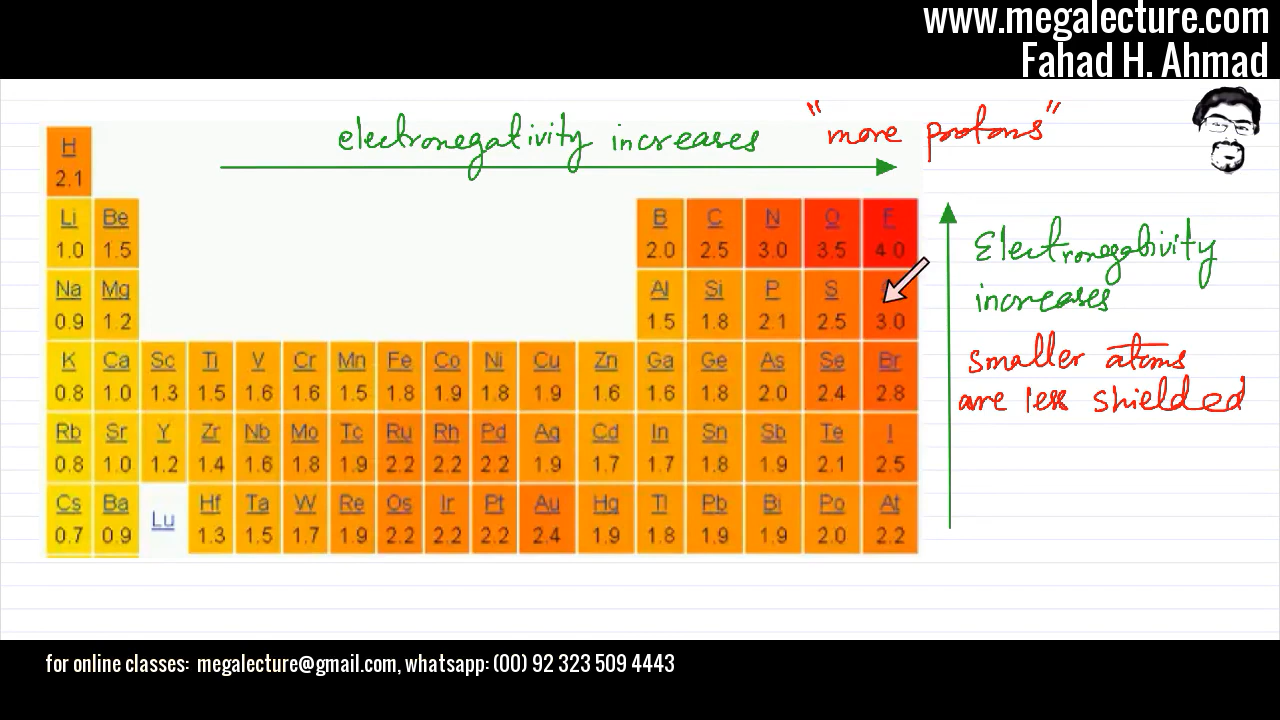 www.megalecture.com
Fahad H. Ahmad
electronegativity increases "more protons"
H
2.1
Li Be B C N O F
1.0 1.5 2.0 2.5 3.0 3.5 4.0
Na Mg Al Si P S
0.9 1.2 1.5 1.8 2.1 2.5 3.0
K Ca Sc Ti V Cr Mn Fe Co Ni Cu Zn Ga Ge As Se Br
0.8 1.0 1.3 1.5 1.6 1.6 1.5 1.8 1.9 1.8 1.9 1.6 1.6 1.8 2.0 2.4 2.8
Rb Sr Y Zr Nb Mo Tc Ru Rh Pd Ag Cd In Sn Sb Te I
0.8 1.0 1.2 1.4 1.6 1.8 1.9 2.2 2.2 2.2 1.9 1.7 1.7 1.8 1.9 2.1 2.5
Cs Ba Lu Hf Ta W Re Os Ir Pt Au Hg Tl Pb Bi Po At
0.7 0.9 1.3 1.5 1.7 1.9 2.2 2.2 2.2 2.4 1.9 1.8 1.9 1.9 2.0 2.2
Electronegativity
increases
smaller atoms
are less shielded
for online classes: megalecture@gmail.com, whatsapp: (00) 92 323 509 4443